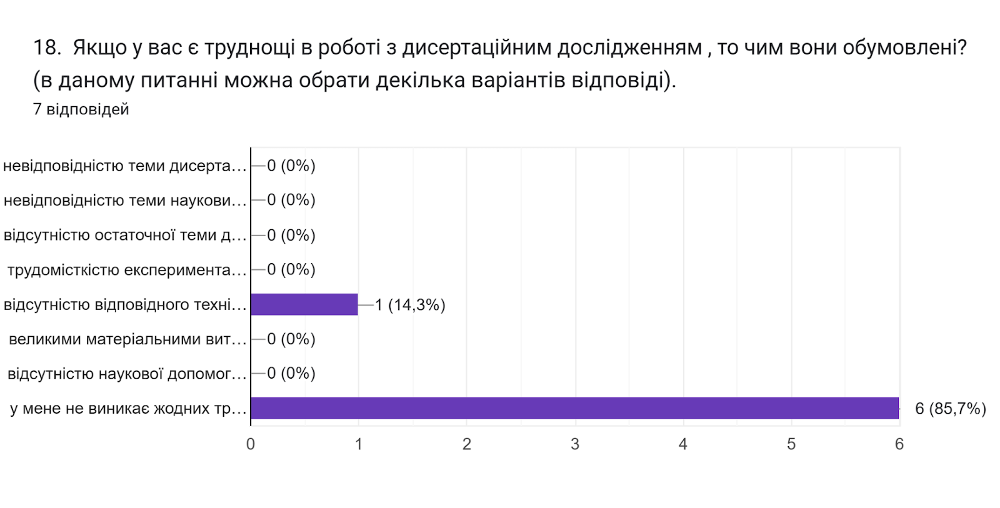 18.  Якщо у вас є труднощі в роботі з дисертаційним дослідженням , то чим вони обумовлені?
(в даному питанні можна обрати декілька варіантів відповіді).
7 відповідей
невідповідністю теми дисерта… 0 (0%)
невідповідністю теми наукови… 0 (0%)
відсутністю остаточної теми д… 0 (0%)
трудомісткістю експеримента… 0 (0%)
відсутністю відповідного техні… 1 (14,3%)
великими матеріальними вит… 0 (0%)
відсутністю наукової допомог… 0 (0%)
у мене не виникає жодних тр… 6 (85,7%)
0 1 2 3 4 5 6